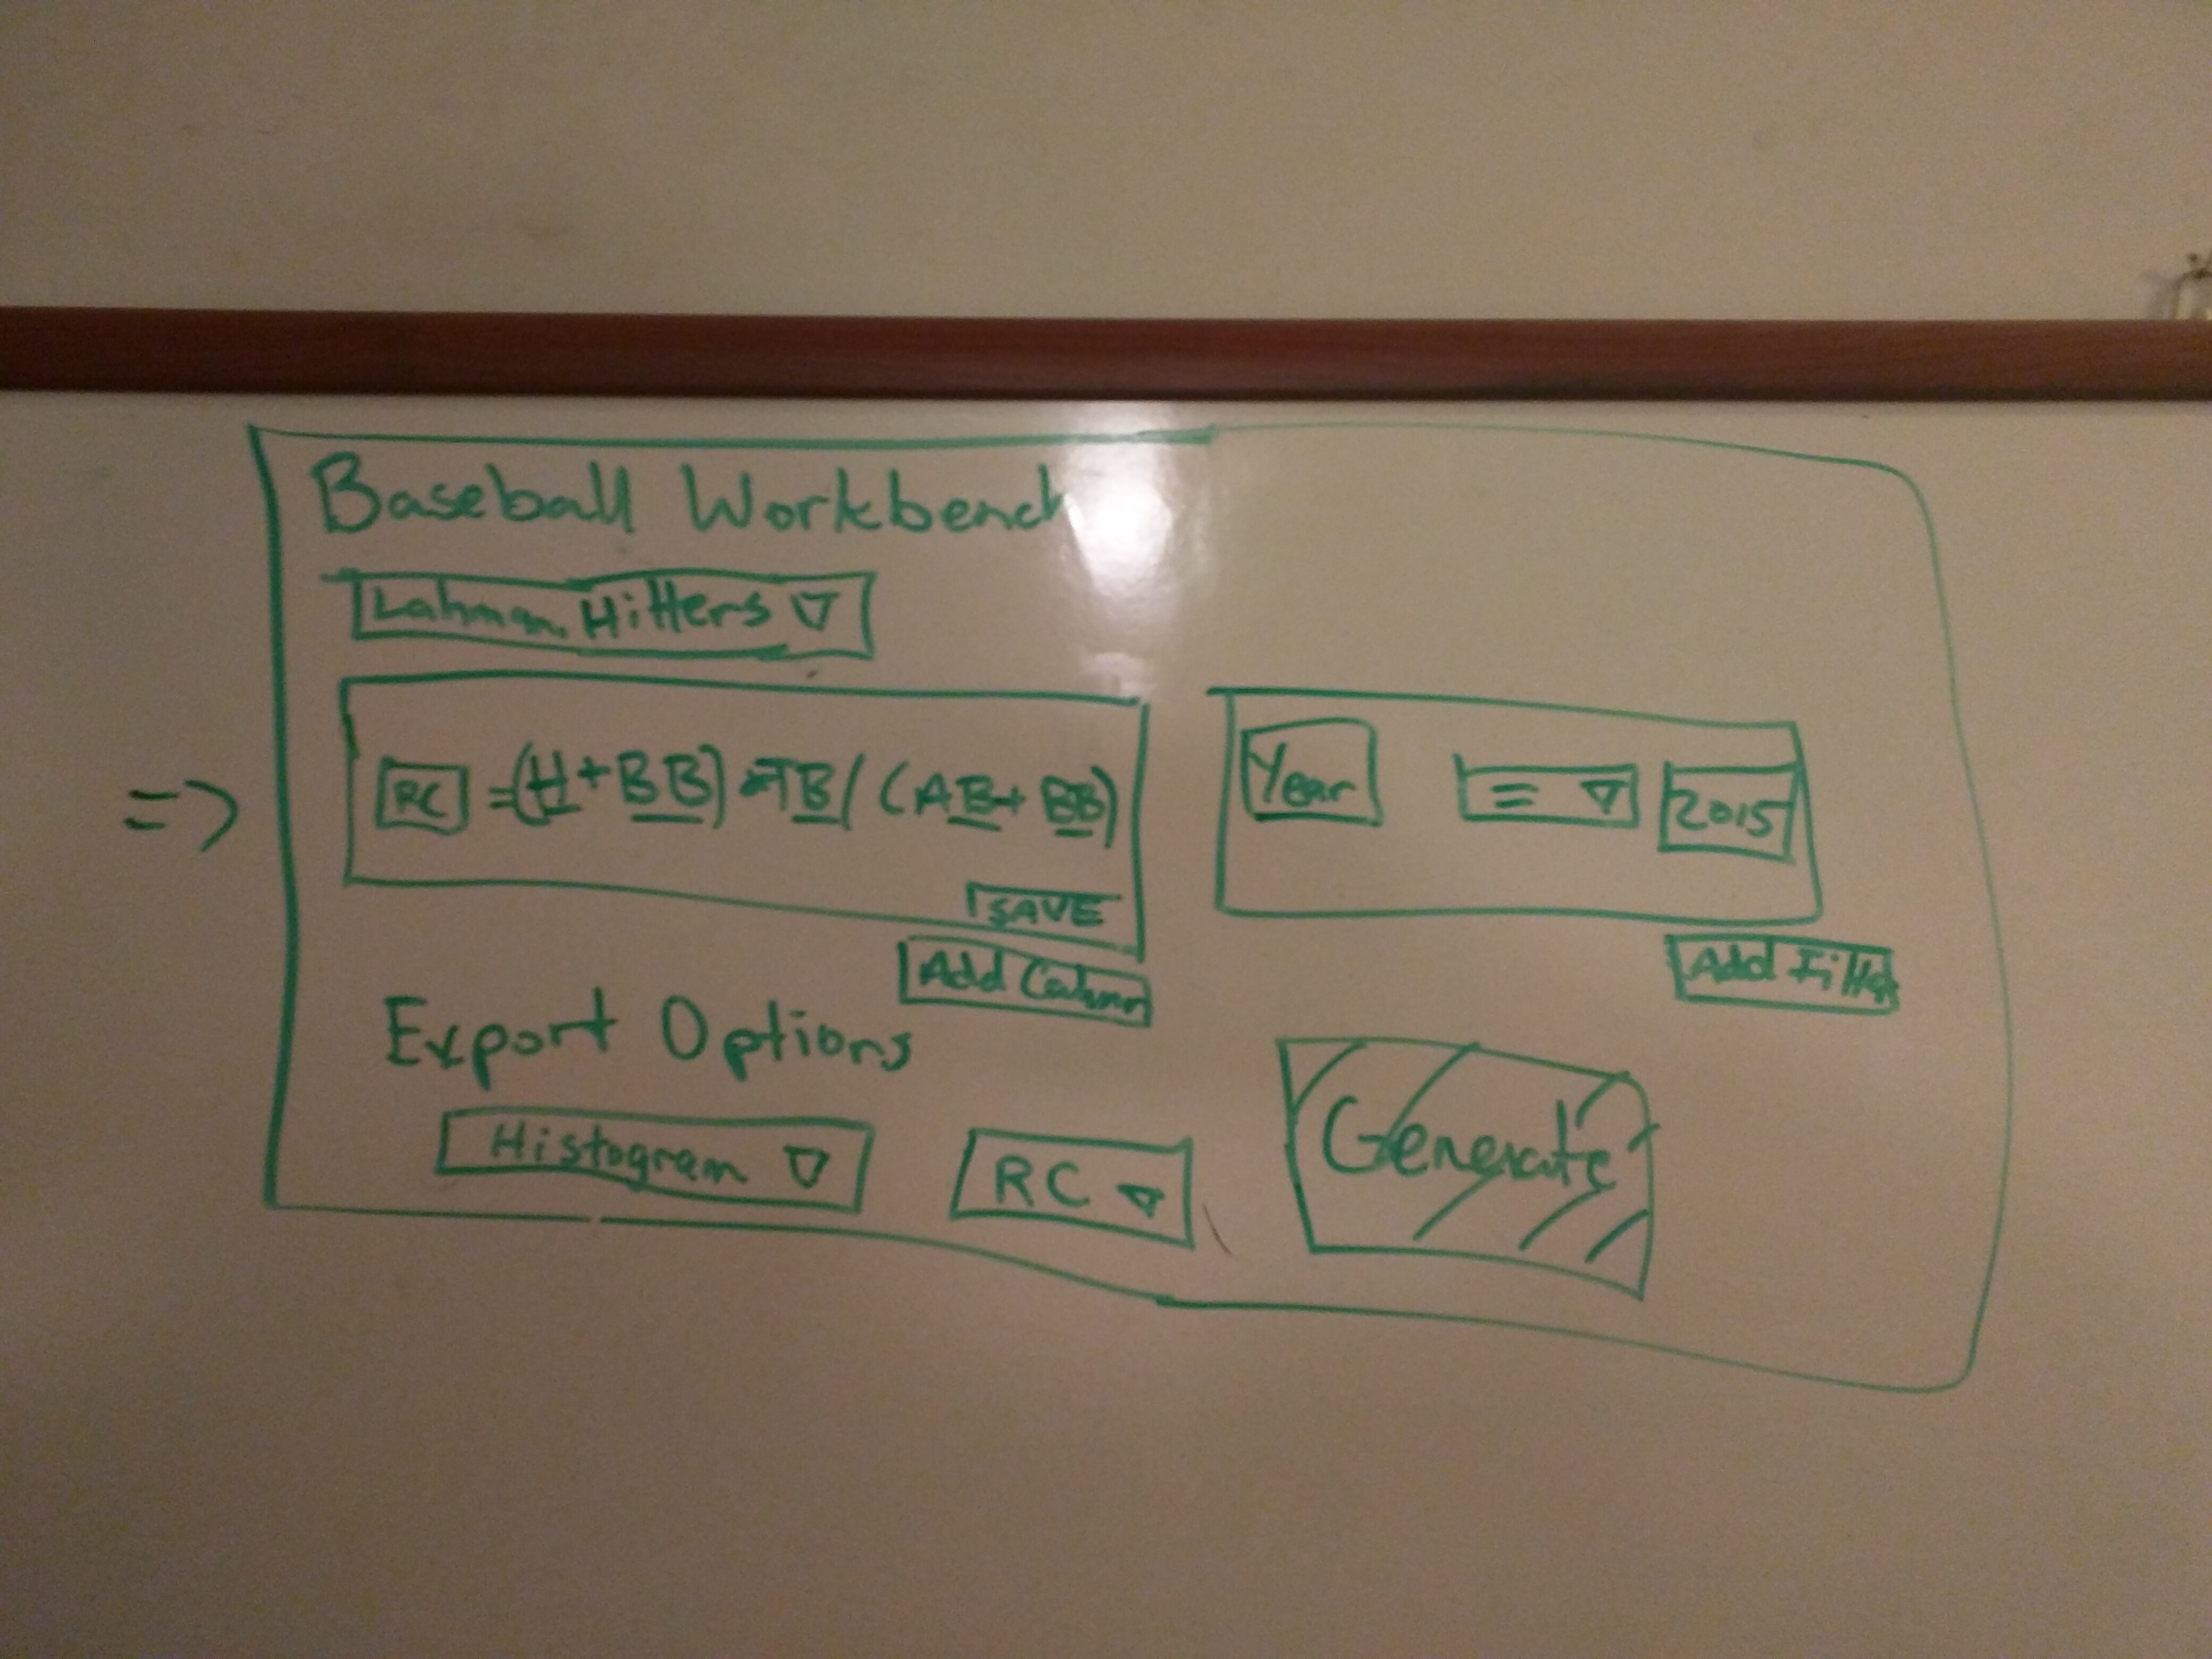 Baseball Workbench
Lahman Hitters ▽
=>
RC = (H + BB) * TB / (AB + BB)
SAVE
Add Column
Year = ▽ 2015
Add Filter
Export Options
Histogram ▽ RC ▽
Generate